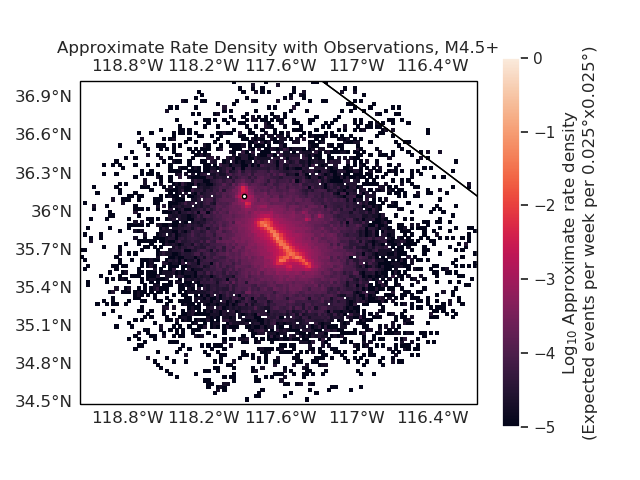 Approximate Rate Density with Observations, M4.5+
118.8°W 118.2°W 117.6°W 117°W 116.4°W
36.9°N
36.6°N
36.3°N
36°N
35.7°N
35.4°N
35.1°N
34.8°N
34.5°N
118.8°W 118.2°W 117.6°W 117°W 116.4°W
0
−1
−2
−3
−4
−5
Log₁₀ Approximate rate density
(Expected events per week per 0.025°x0.025°)